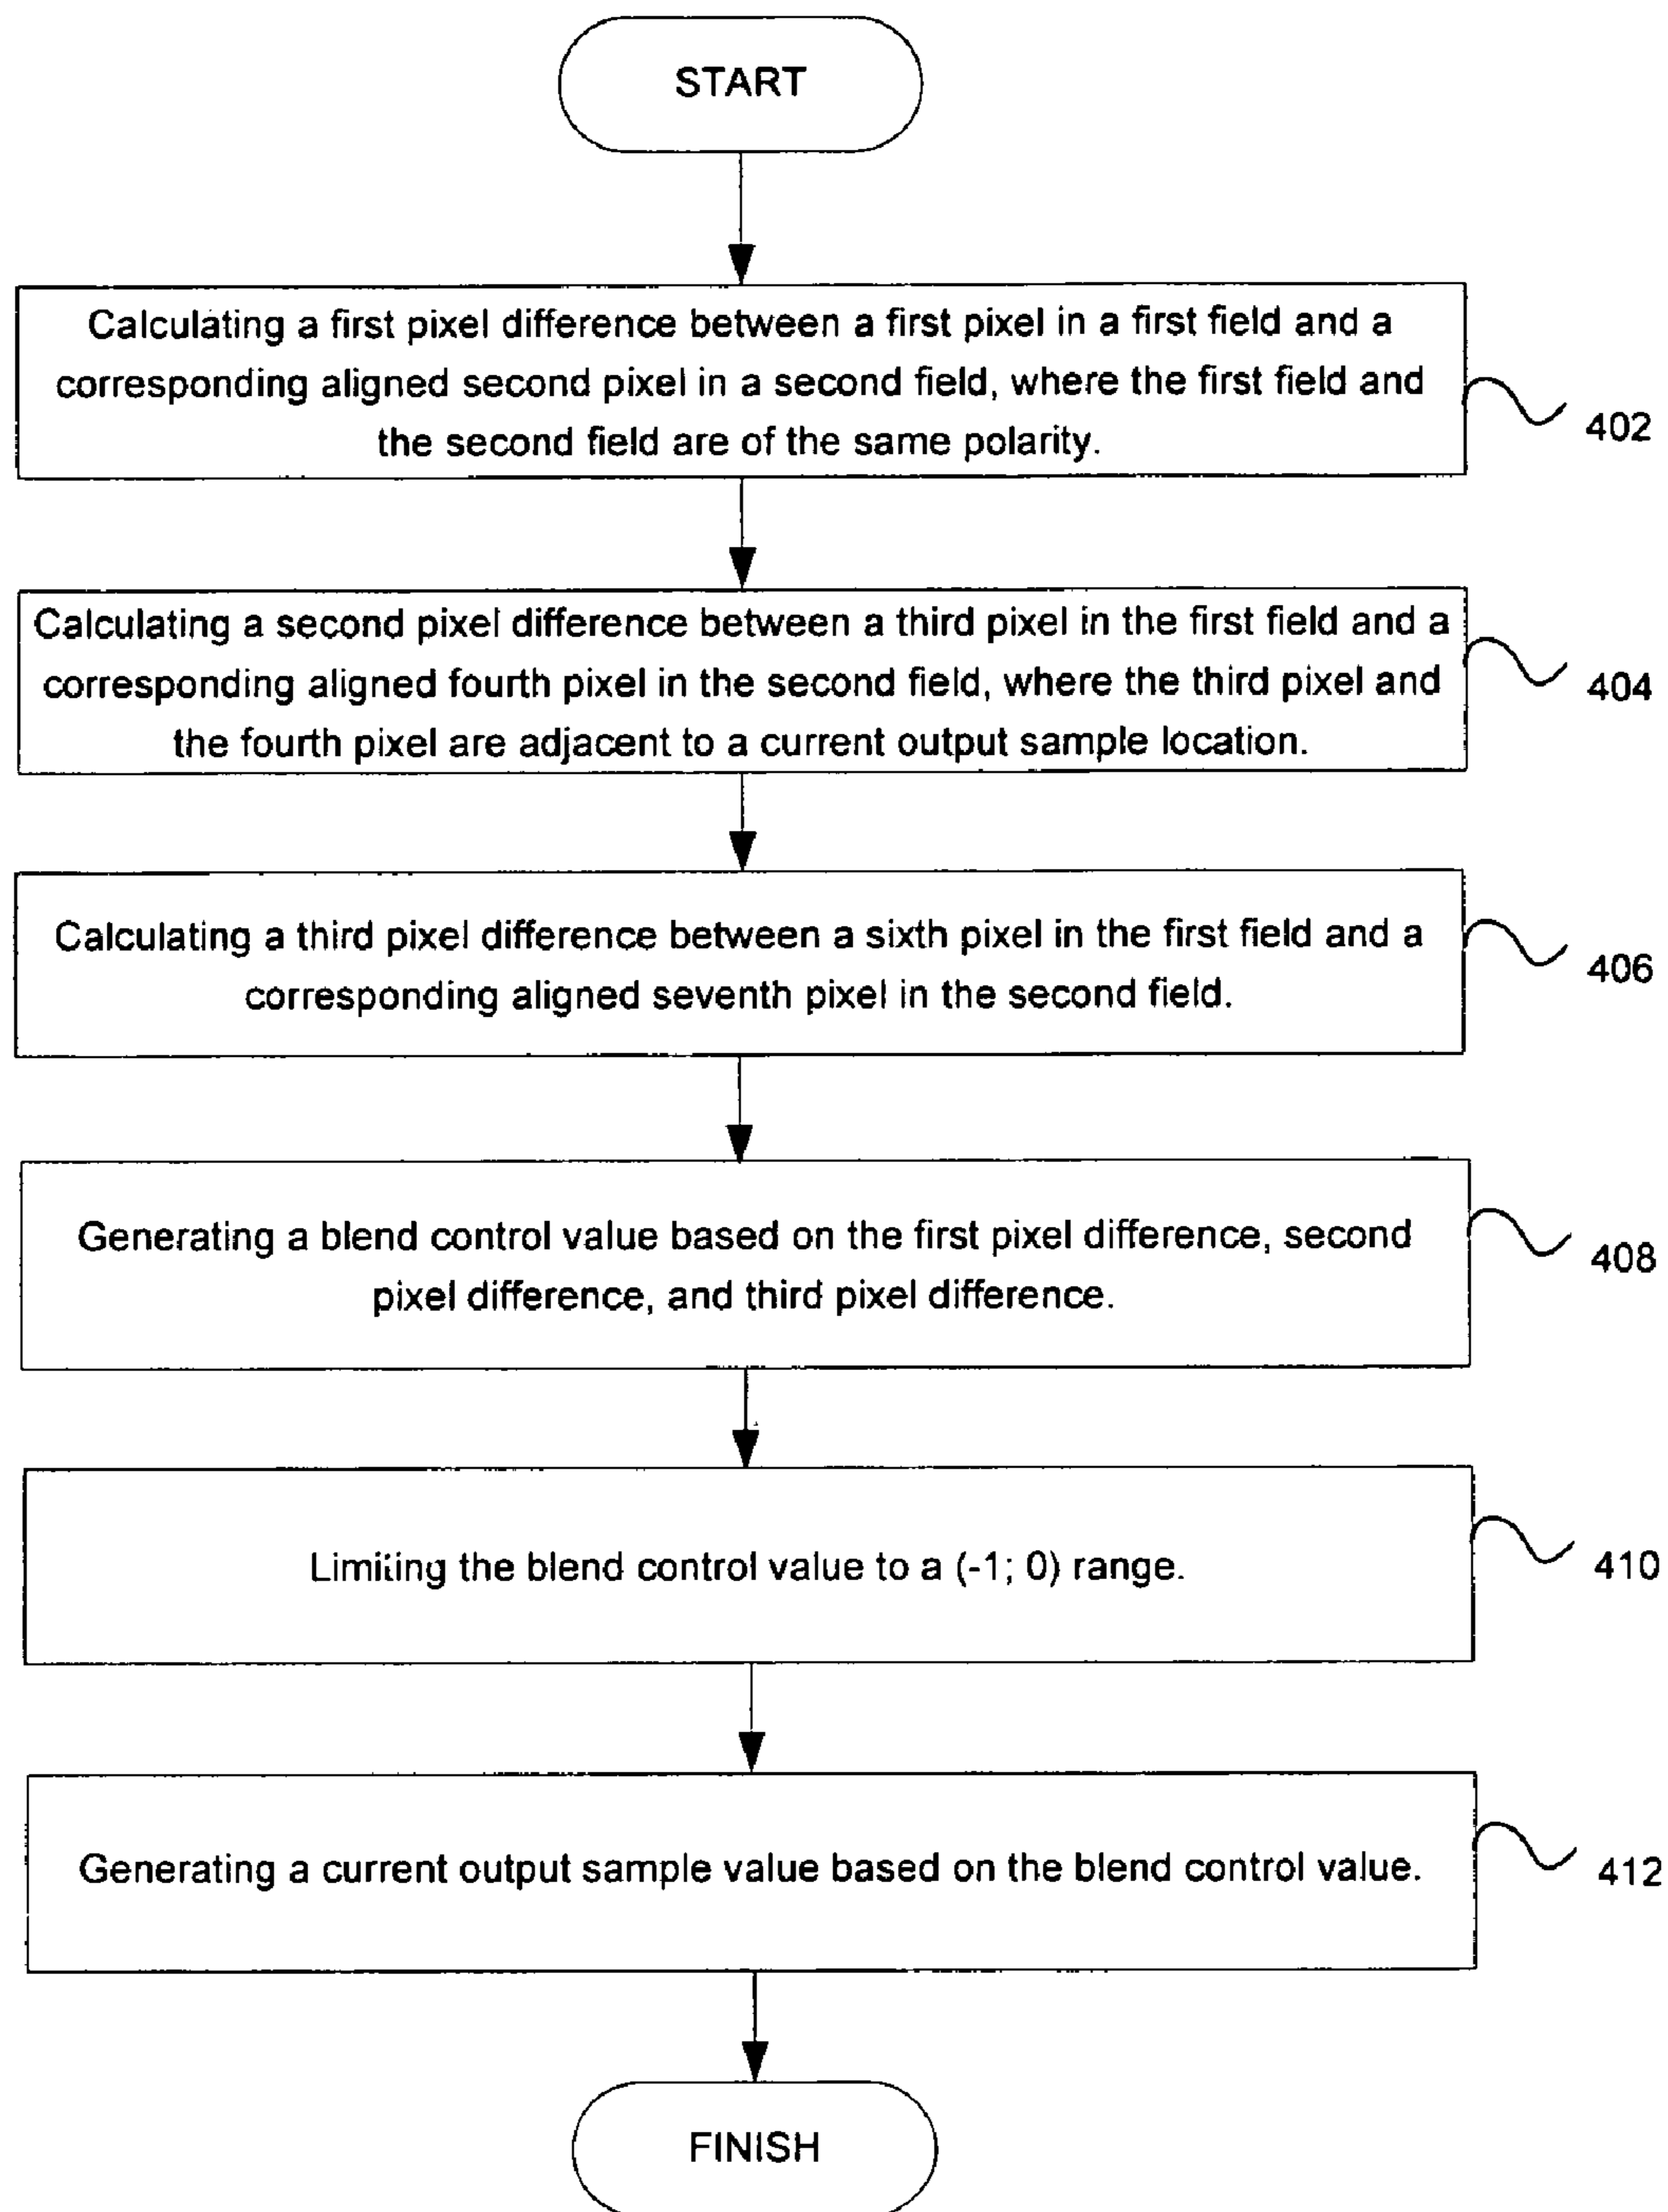 START
Calculating a first pixel difference between a first pixel in a first field and a
corresponding aligned second pixel in a second field, where the first field and
the second field are of the same polarity.
402
Calculating a second pixel difference between a third pixel in the first field and a
corresponding aligned fourth pixel in the second field, where the third pixel and
the fourth pixel are adjacent to a current output sample location.
404
Calculating a third pixel difference between a sixth pixel in the first field and a
corresponding aligned seventh pixel in the second field.
406
Generating a blend control value based on the first pixel difference, second
pixel difference, and third pixel difference.
408
Limiting the blend control value to a (-1; 0) range.
410
Generating a current output sample value based on the blend control value.
412
FINISH